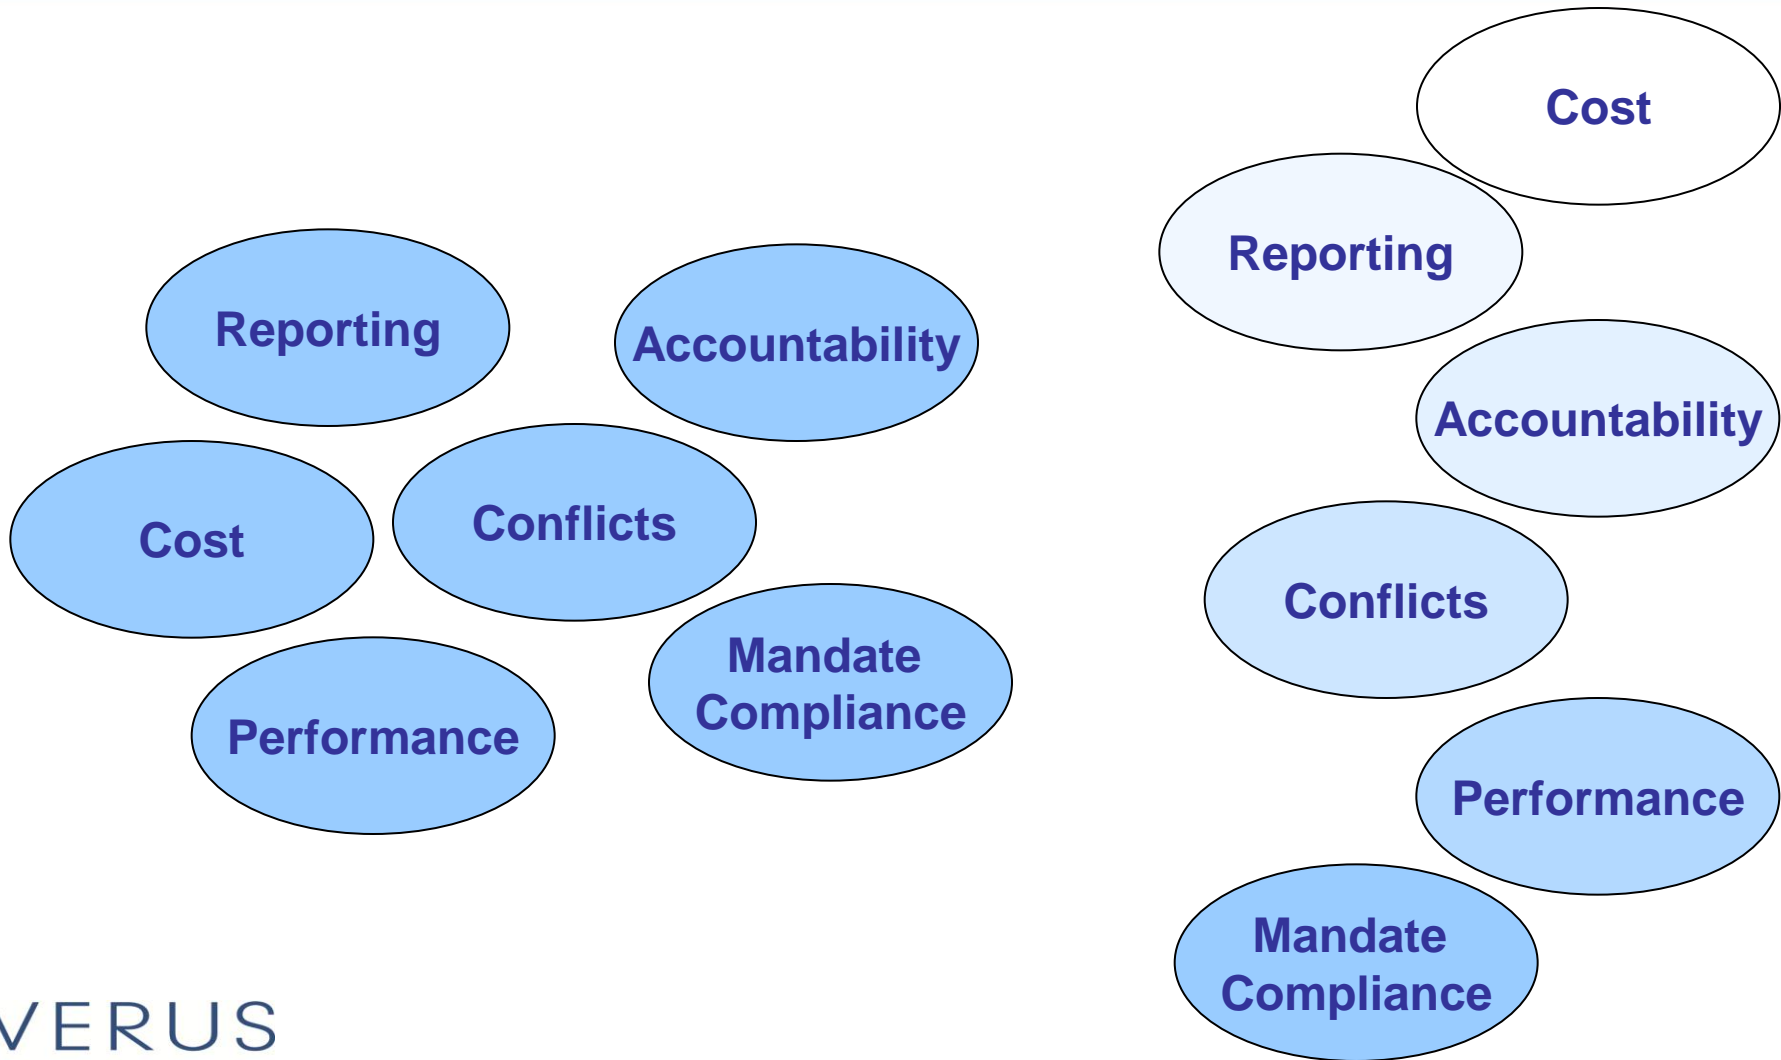 Reporting
Accountability
Cost
Conflicts
Mandate
Compliance
Performance
Cost
Reporting
Accountability
Conflicts
Performance
Mandate
Compliance
VERUS